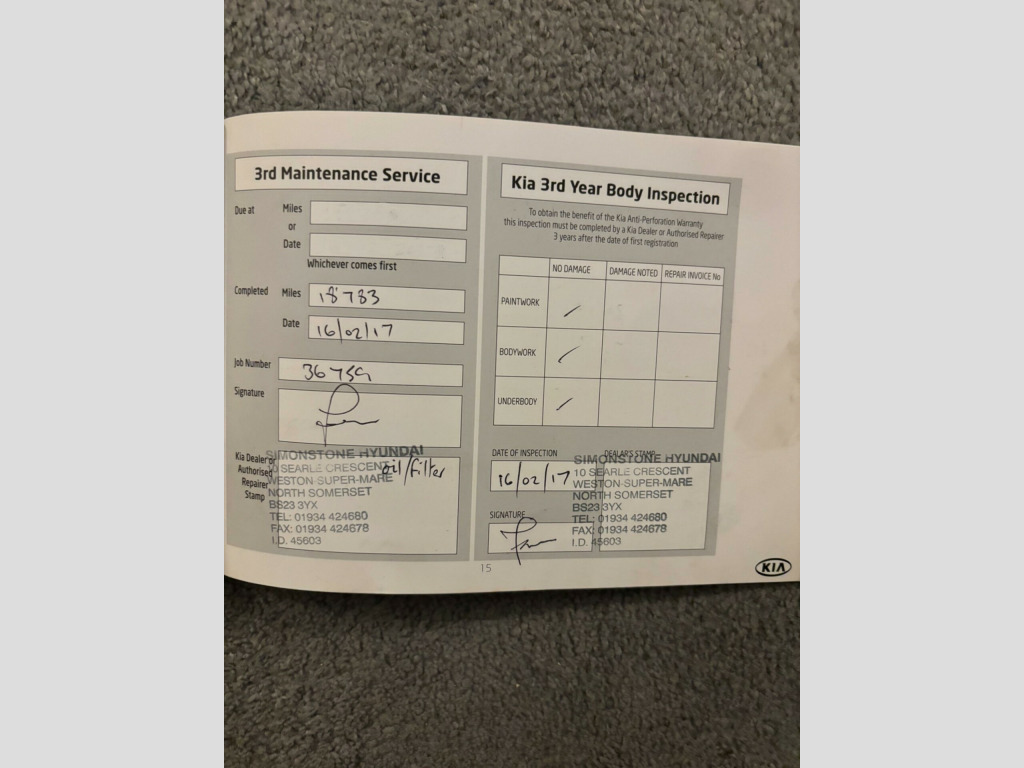 3rd Maintenance Service
Due at Miles
or
Date
Whichever comes first
Completed Miles 18783
Date 16/02/17
Job Number 36759
Signature
Kia Dealer or
Authorised
Repairer
Stamp
SIMONSTONE HYUNDAI
10 SEARLE CRESCENT oil/filter
WESTON-SUPER-MARE
NORTH SOMERSET
BS23 3YX
TEL: 01934 424680
FAX: 01934 424678
I.D. 45603
Kia 3rd Year Body Inspection
To obtain the benefit of the Kia Anti-Perforation Warranty
this inspection must be completed by a Kia Dealer or Authorised Repairer
3 years after the date of first registration
NO DAMAGE DAMAGE NOTED REPAIR INVOICE No
PAINTWORK
BODYWORK
UNDERBODY
DATE OF INSPECTION
16/02/17
SIGNATURE
DEALER'S STAMP
SIMONSTONE HYUNDAI
10 SEARLE CRESCENT
WESTON-SUPER-MARE
NORTH SOMERSET
BS23 3YX
TEL: 01934 424680
FAX: 01934 424678
I.D. 45603
15
KIA